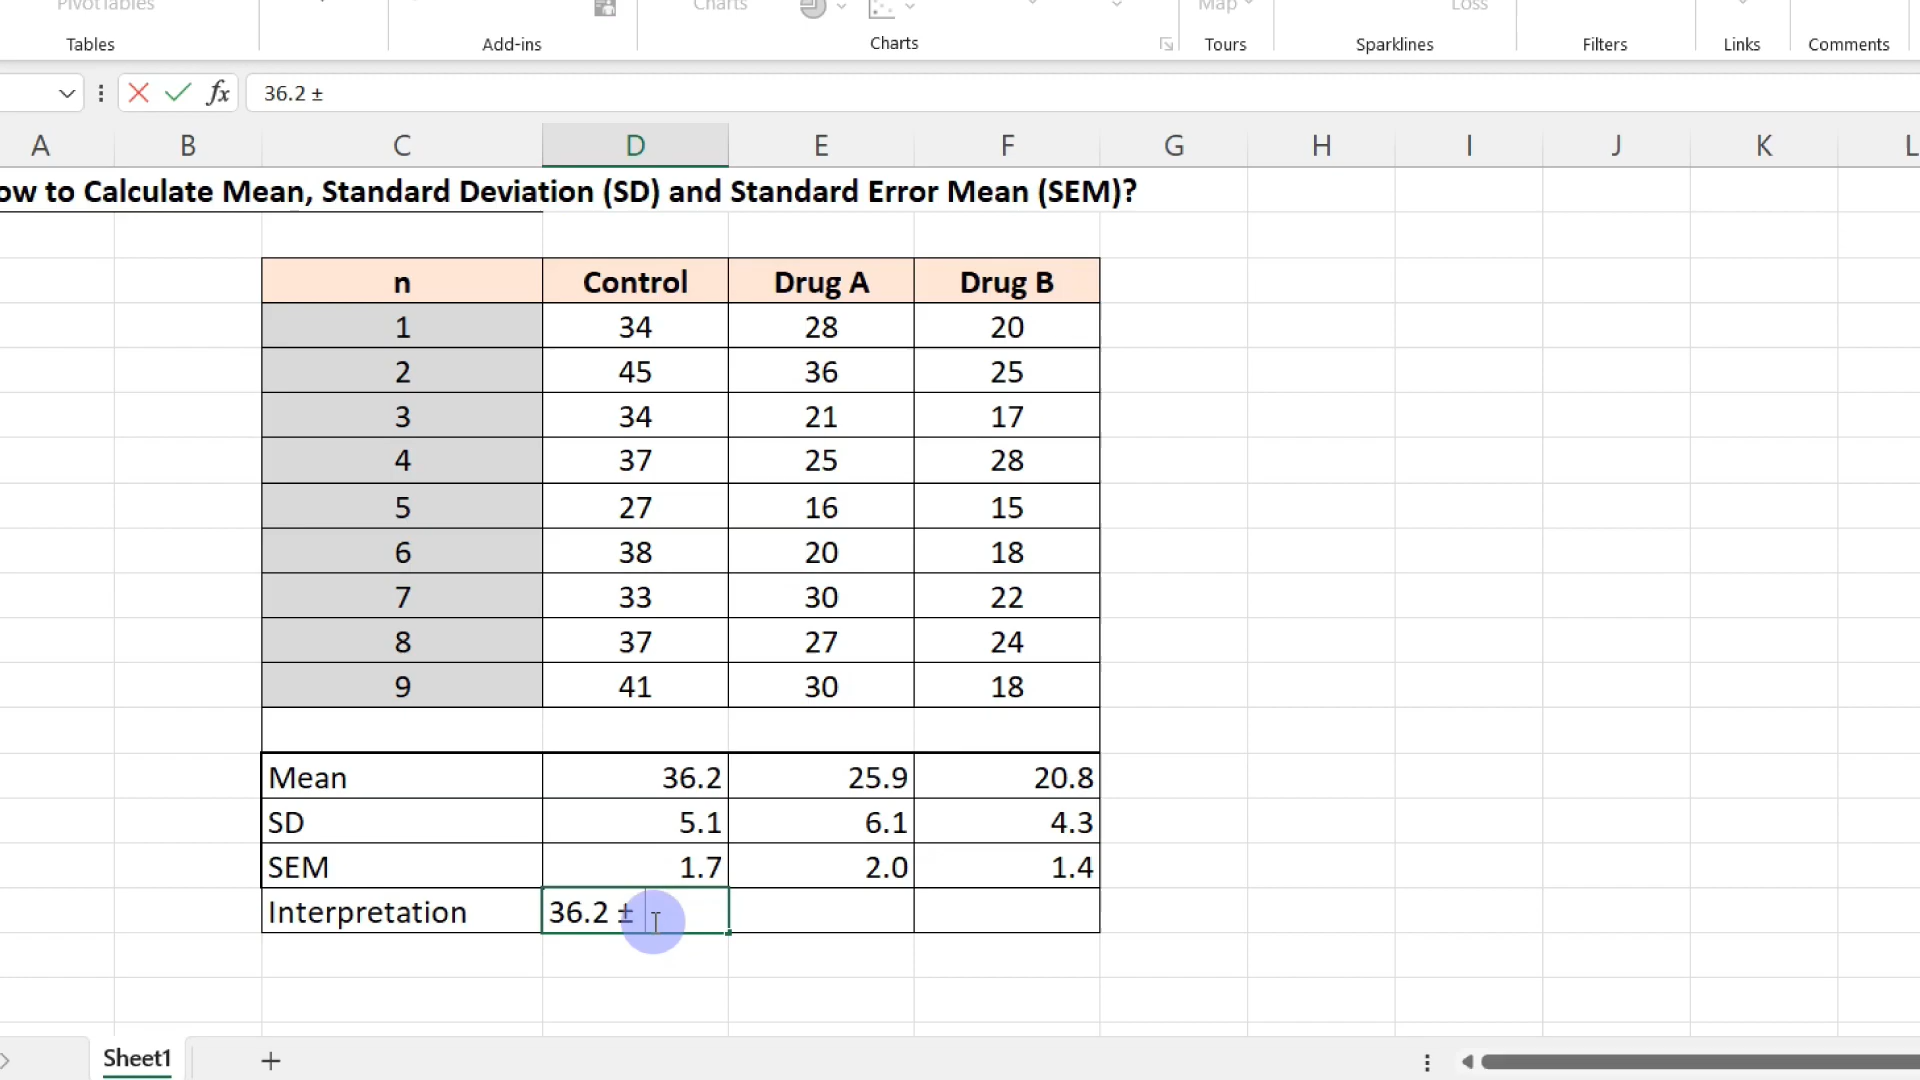 PivotTables Charts Map Loss
Tables Add-ins Charts Tours Sparklines Filters Links Comments
fx 36.2 ±
A B C D E F G H I J K L
ow to Calculate Mean, Standard Deviation (SD) and Standard Error Mean (SEM)?
n Control Drug A Drug B
1 34 28 20
2 45 36 25
3 34 21 17
4 37 25 28
5 27 16 15
6 38 20 18
7 33 30 22
8 37 27 24
9 41 30 18
Mean 36.2 25.9 20.8
SD 5.1 6.1 4.3
SEM 1.7 2.0 1.4
Interpretation 36.2 ±
Sheet1